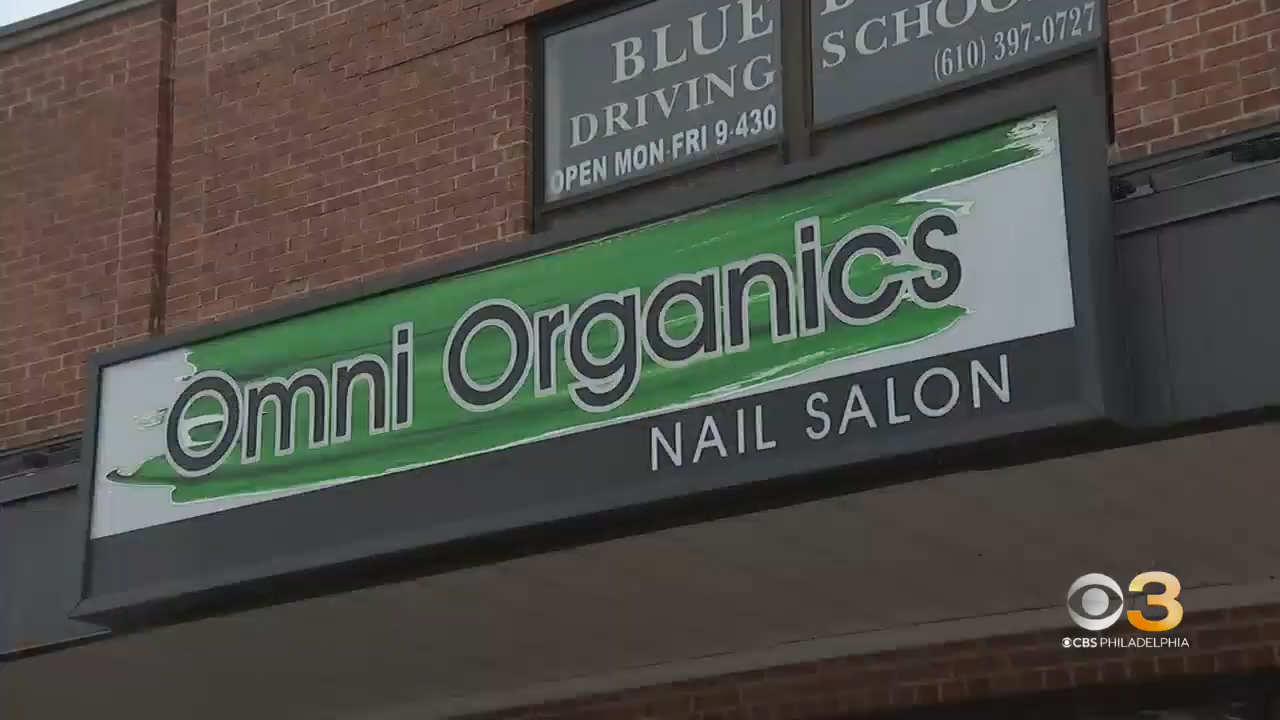 BLUE
DRIVING
OPEN MON-FRI 9-430
SCHOOL
(610) 397-0727
Omni Organics
NAIL SALON
3
CBS PHILADELPHIA